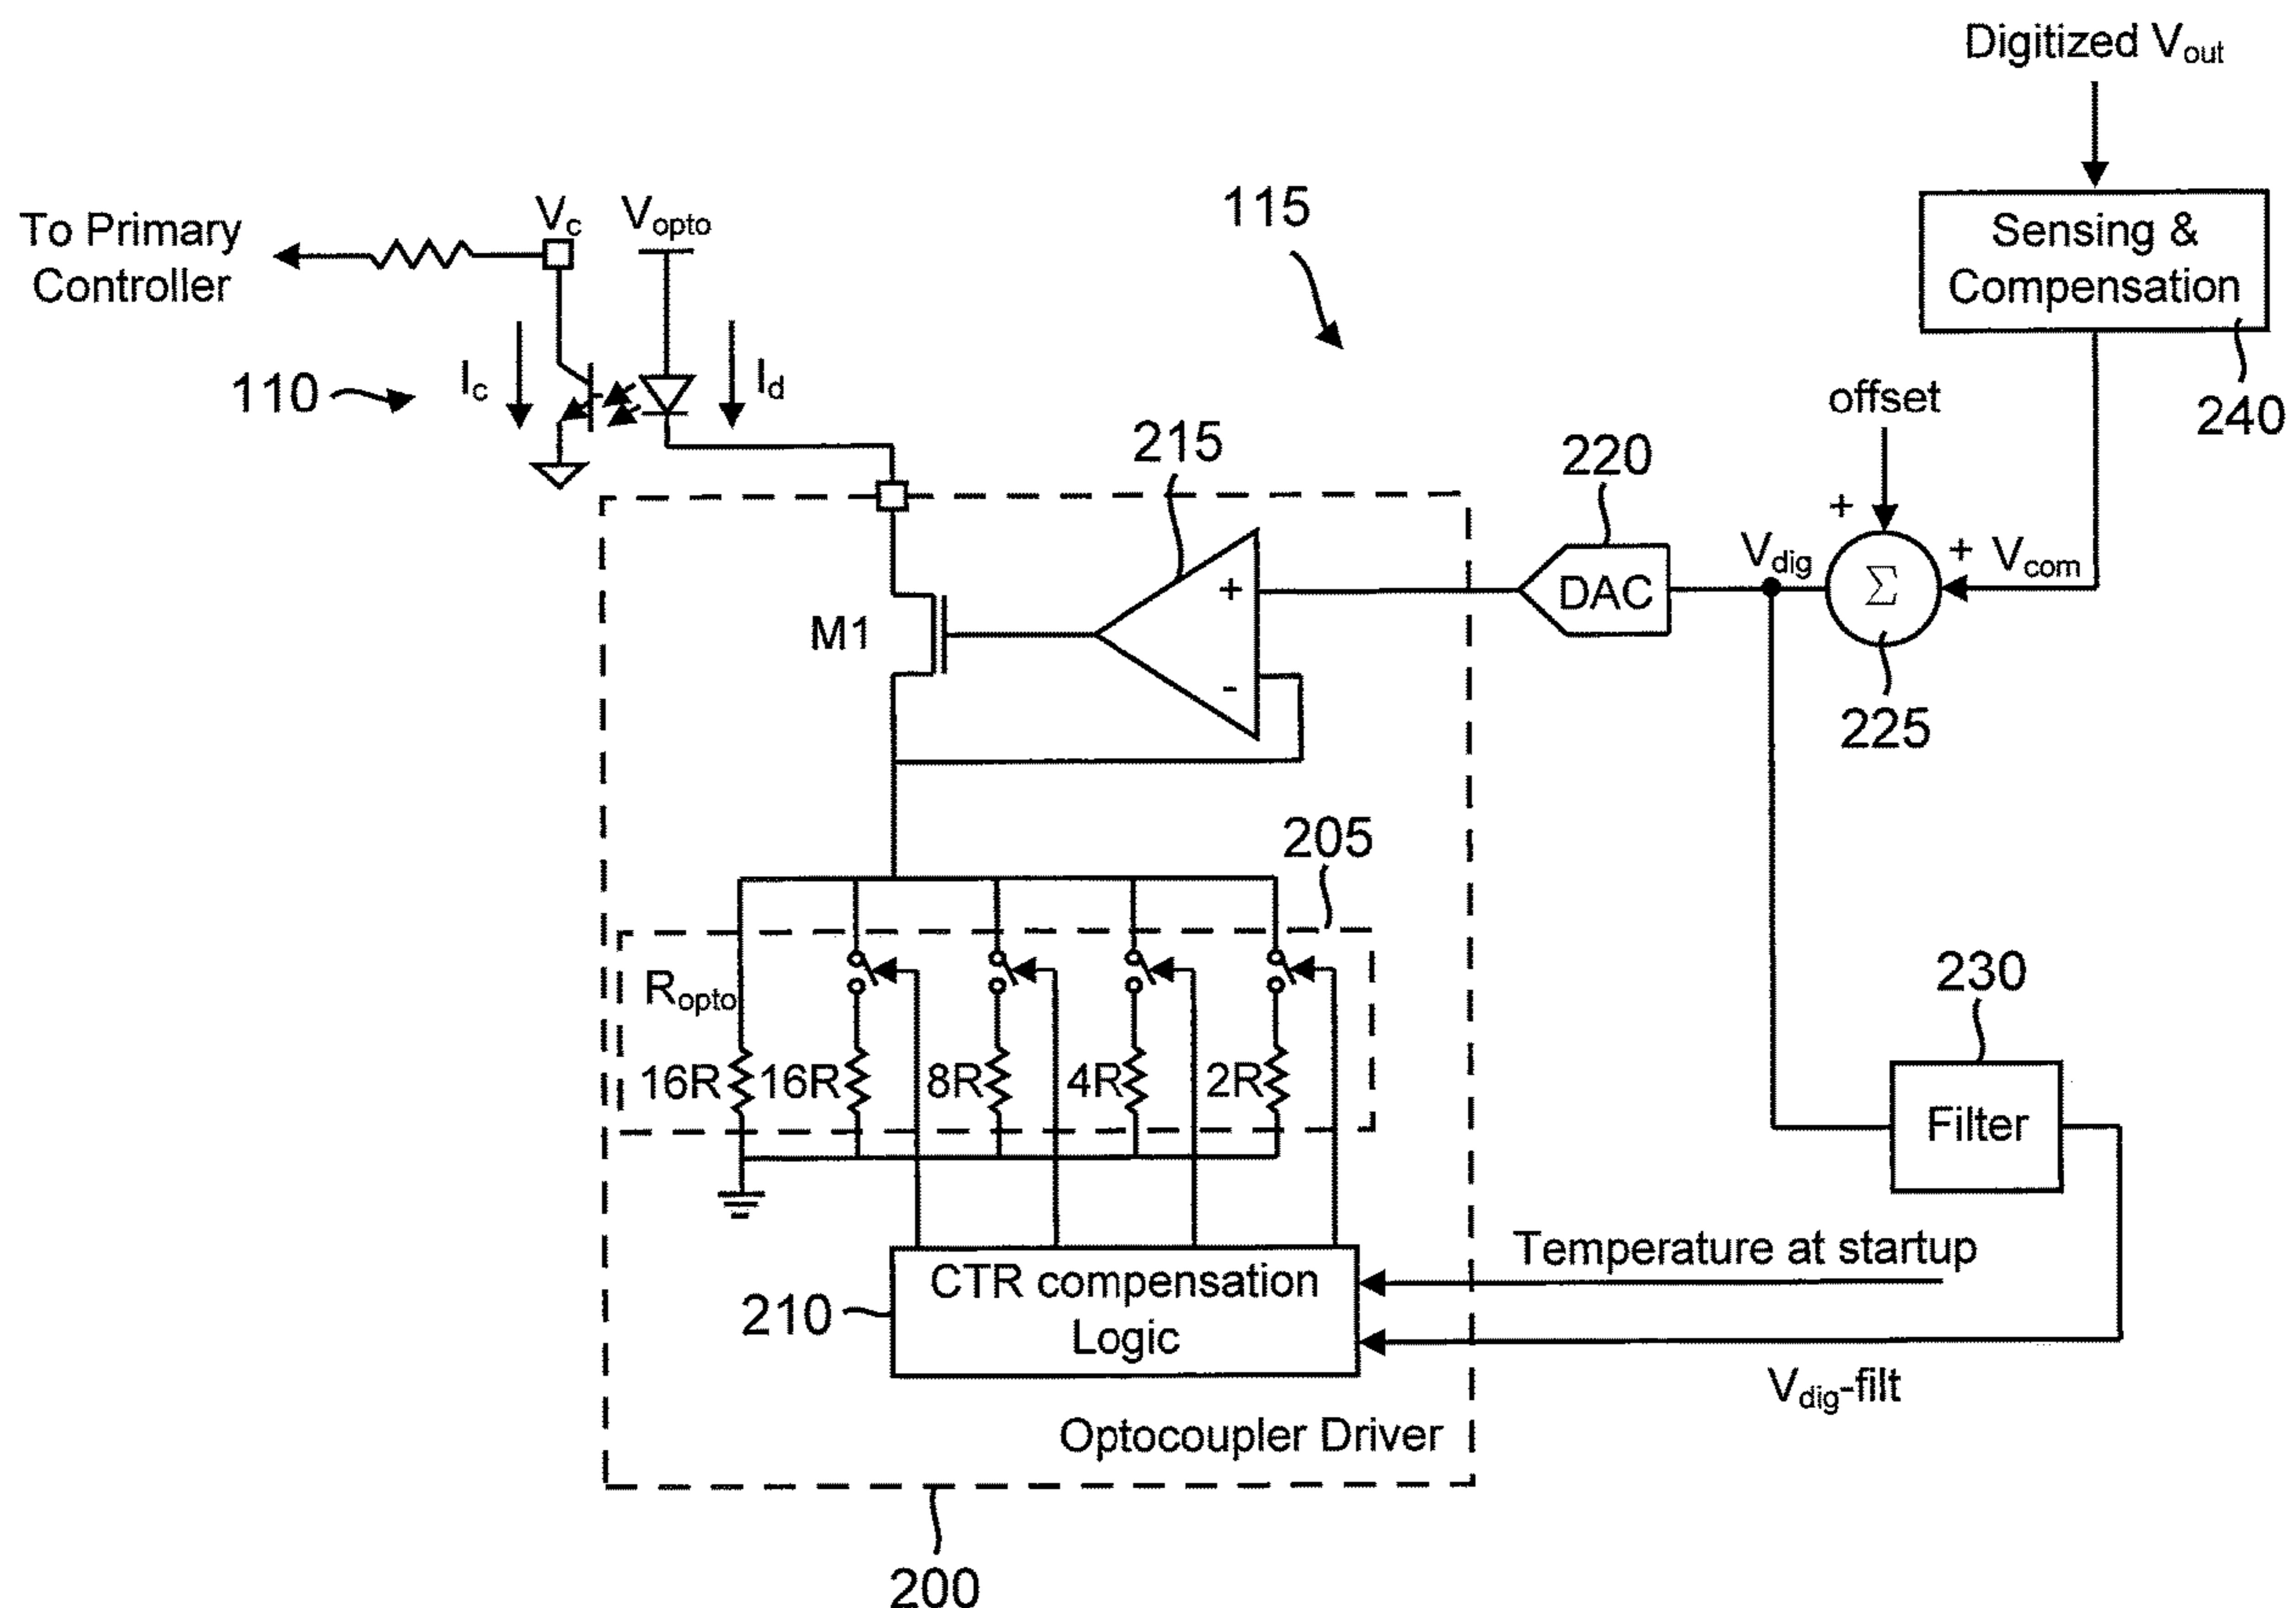 Digitized Vout
Sensing &
Compensation
240
115
To Primary
Controller
Vc
Vopto
Ic
Id
110
offset
215
220
+
Vdig
+
Vcom
DAC
Σ
225
M1
+
-
205
Ropto
16R
16R
8R
4R
2R
230
Filter
Temperature at startup
CTR compensation
Logic
210
Vdig-filt
Optocoupler Driver
200